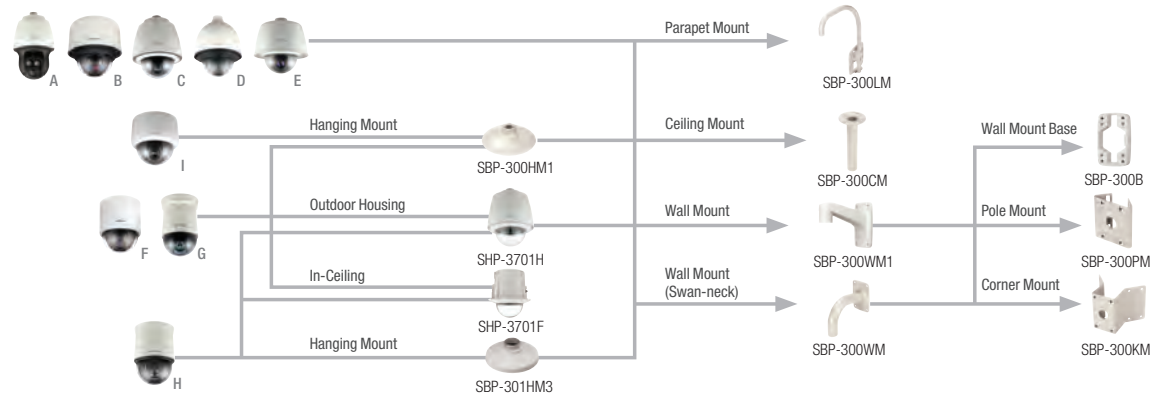 Parapet Mount
A
B
C
D
E
SBP-300LM
Hanging Mount
Ceiling Mount
Wall Mount Base
I
SBP-300HM1
SBP-300CM
SBP-300B
Outdoor Housing
Wall Mount
Pole Mount
F
G
SHP-3701H
SBP-300WM1
SBP-300PM
In-Ceiling
Wall Mount
(Swan-neck)
Corner Mount
SHP-3701F
Hanging Mount
SBP-300WM
SBP-300KM
H
SBP-301HM3